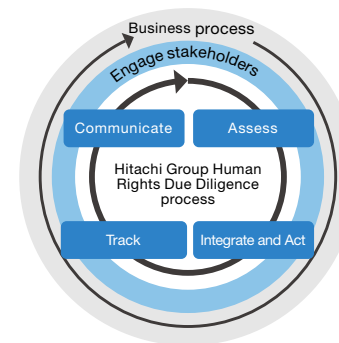 Business process
Engage stakeholders
Communicate
Assess
Hitachi Group Human
Rights Due Diligence
process
Track
Integrate and Act